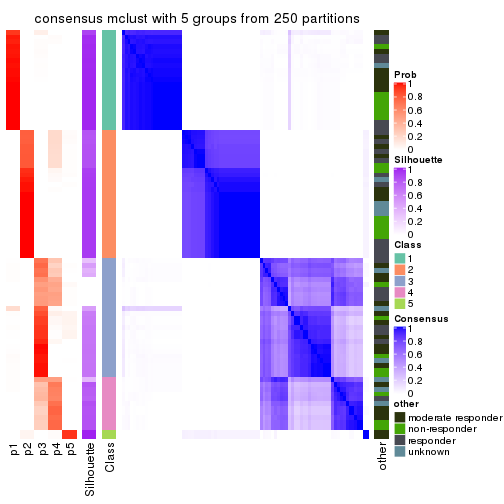 consensus mclust with 5 groups from 250 partitions
Prob
1
0.8
0.6
0.4
0.2
0
Silhouette
1
0.8
0.6
0.4
0.2
0
Class
1
2
3
4
5
Consensus
1
0.8
0.6
0.4
0.2
0
other
moderate responder
non-responder
responder
unknown
p1
p2
p3
p4
p5
Silhouette
Class
other